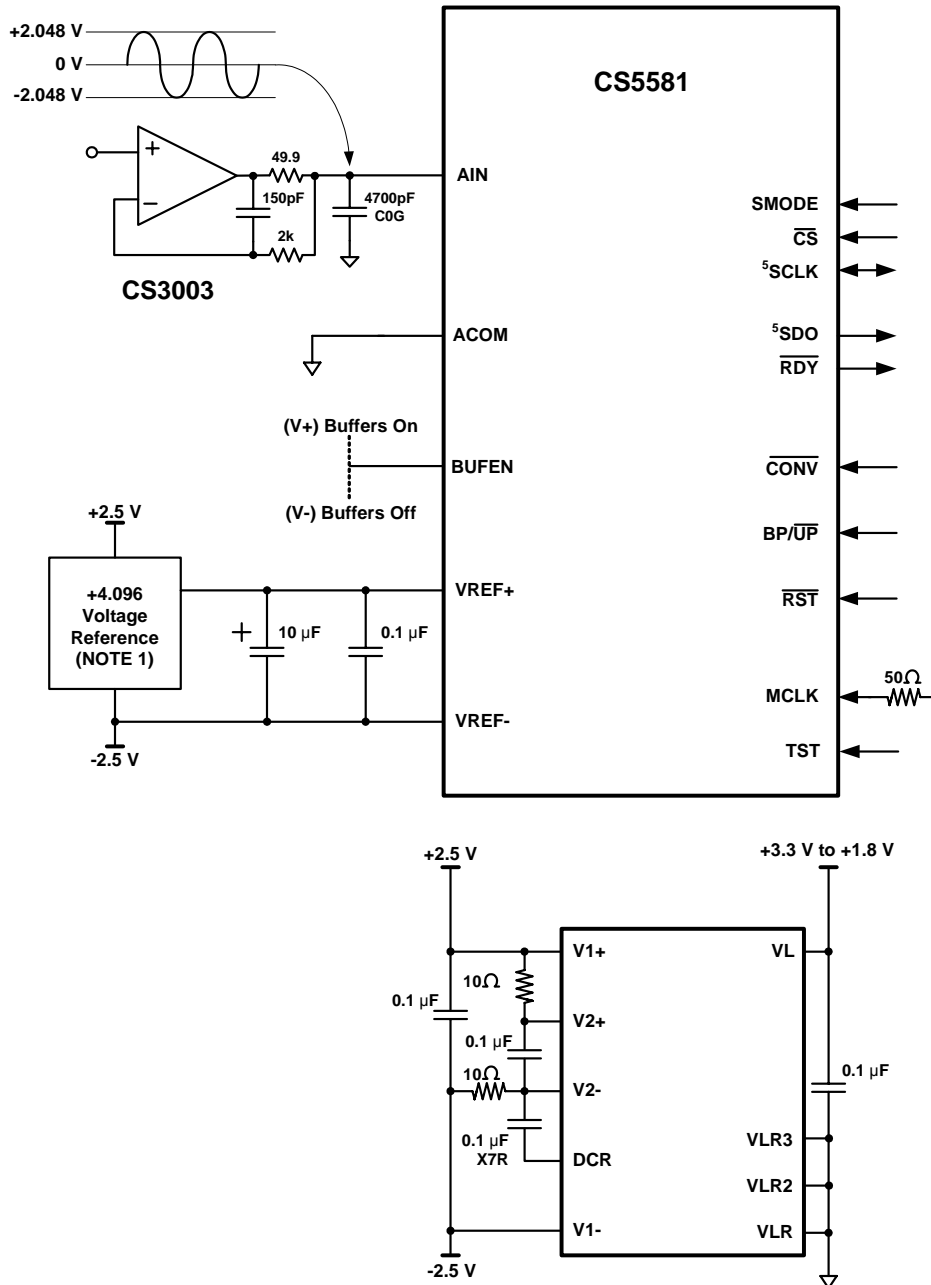 +2.048 V
0 V
-2.048 V
CS5581
+
−
49.9
150pF
2k
4700pF
C0G
CS3003
AIN
ACOM
(V+) Buffers On
BUFEN
(V-) Buffers Off
+2.5 V
+4.096
Voltage
Reference
(NOTE 1)
-2.5 V
+
10 µF
0.1 µF
VREF+
VREF-
SMODE
CS
5SCLK
5SDO
RDY
CONV
BP/UP
RST
MCLK
50Ω
TST
+2.5 V
+3.3 V to +1.8 V
V1+
VL
10Ω
0.1 µF
V2+
0.1 µF
10Ω
V2-
0.1 µF
0.1 µF
X7R
DCR
VLR3
VLR2
V1-
VLR
-2.5 V